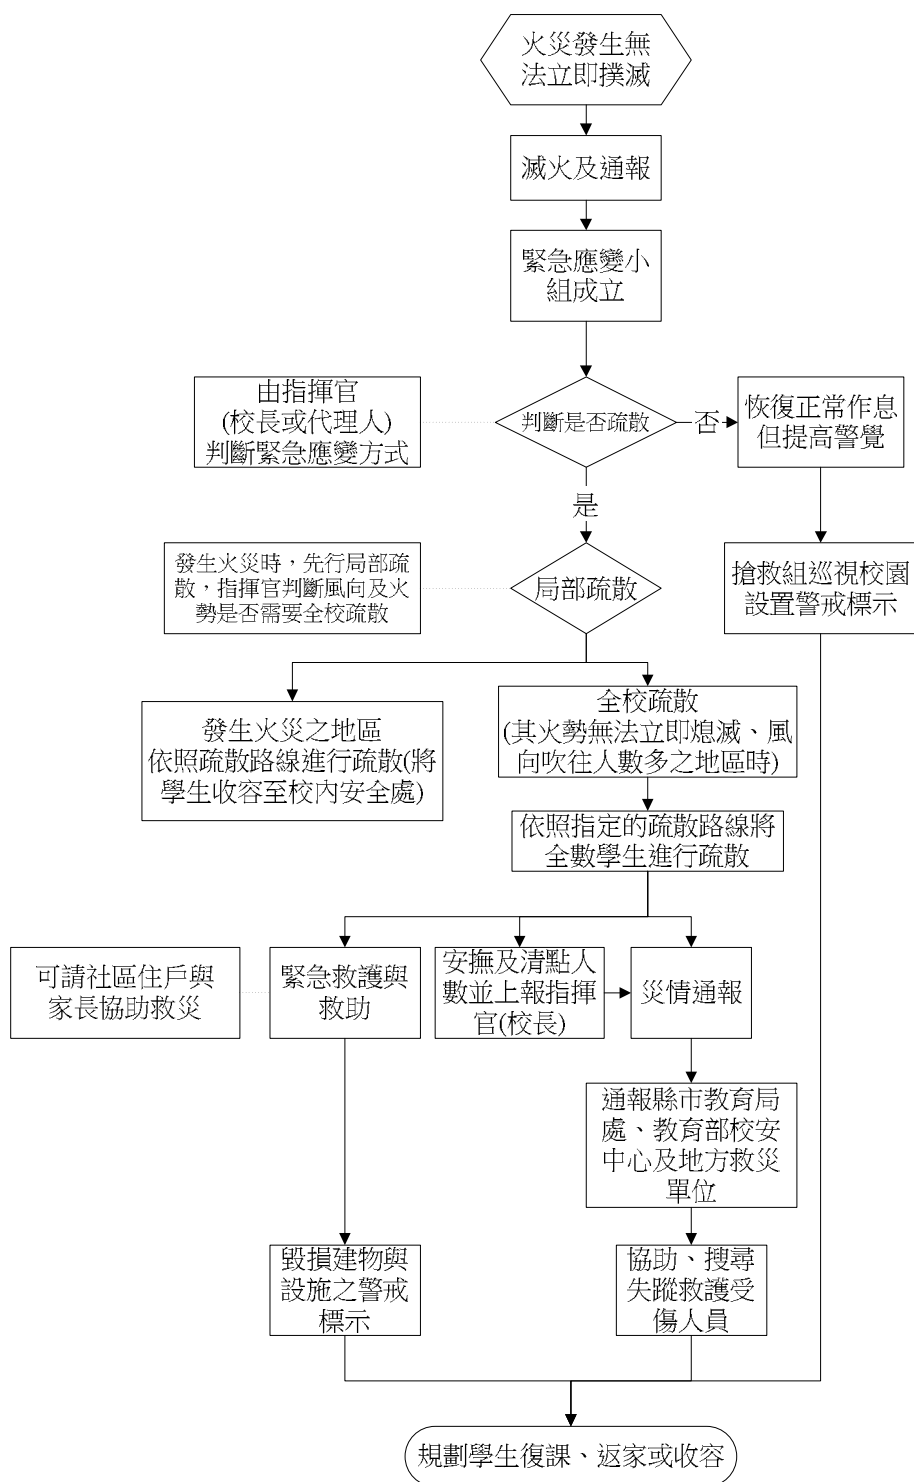 火災發生無
法立即撲滅
滅火及通報
緊急應變小
組成立
由指揮官
(校長或代理人)
判斷緊急應變方式
判斷是否疏散
否
恢復正常作息
但提高警覺
是
發生火災時，先行局部疏
散，指揮官判斷風向及火
勢是否需要全校疏散
局部疏散
搶救組巡視校園
設置警戒標示
發生火災之地區
依照疏散路線進行疏散(將
學生收容至校內安全處)
全校疏散
(其火勢無法立即熄滅、風
向吹往人數多之地區時)
依照指定的疏散路線將
全數學生進行疏散
可請社區住戶與
家長協助救災
緊急救護與
救助
安撫及清點人
數並上報指揮
官(校長)
災情通報
通報縣市教育局
處、教育部校安
中心及地方救災
單位
毀損建物與
設施之警戒
標示
協助、搜尋
失蹤救護受
傷人員
規劃學生復課、返家或收容